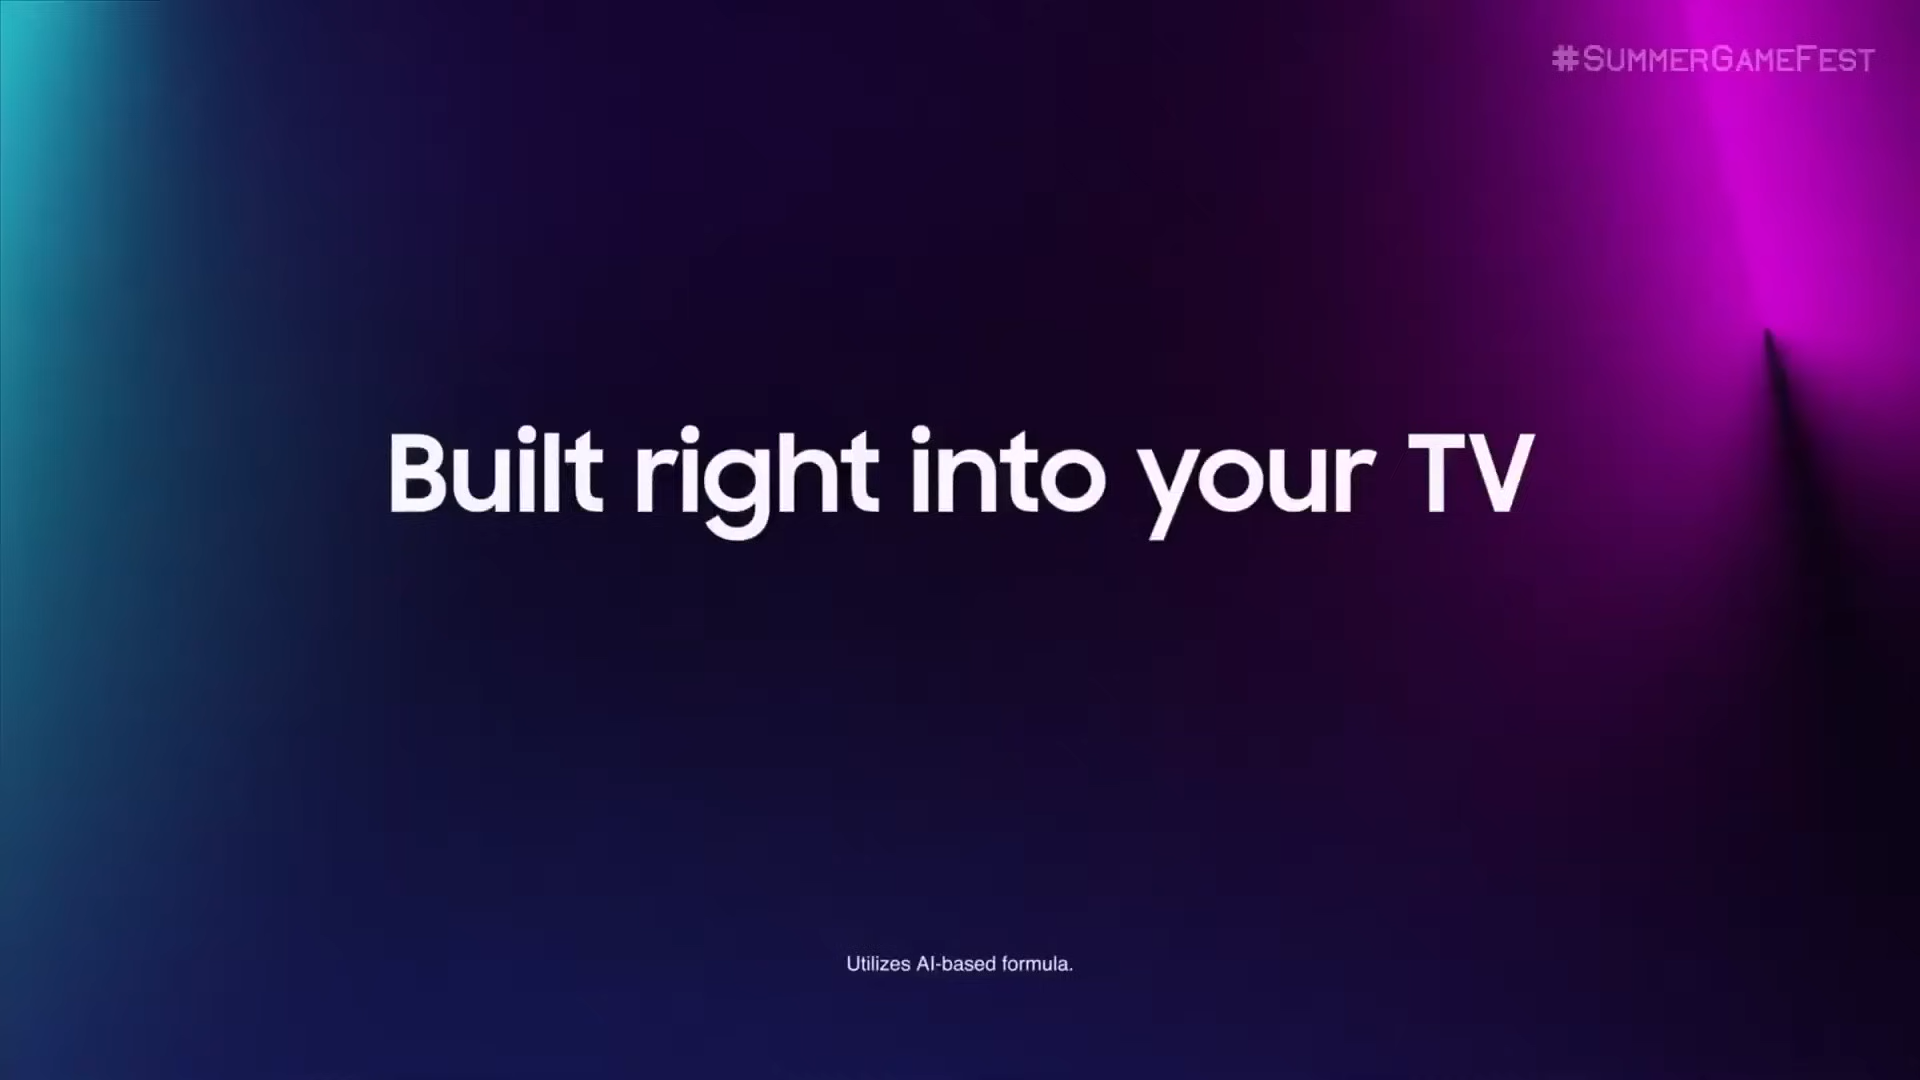 #SUMMERGAMEFEST
Built right into your TV
Utilizes AI-based formula.